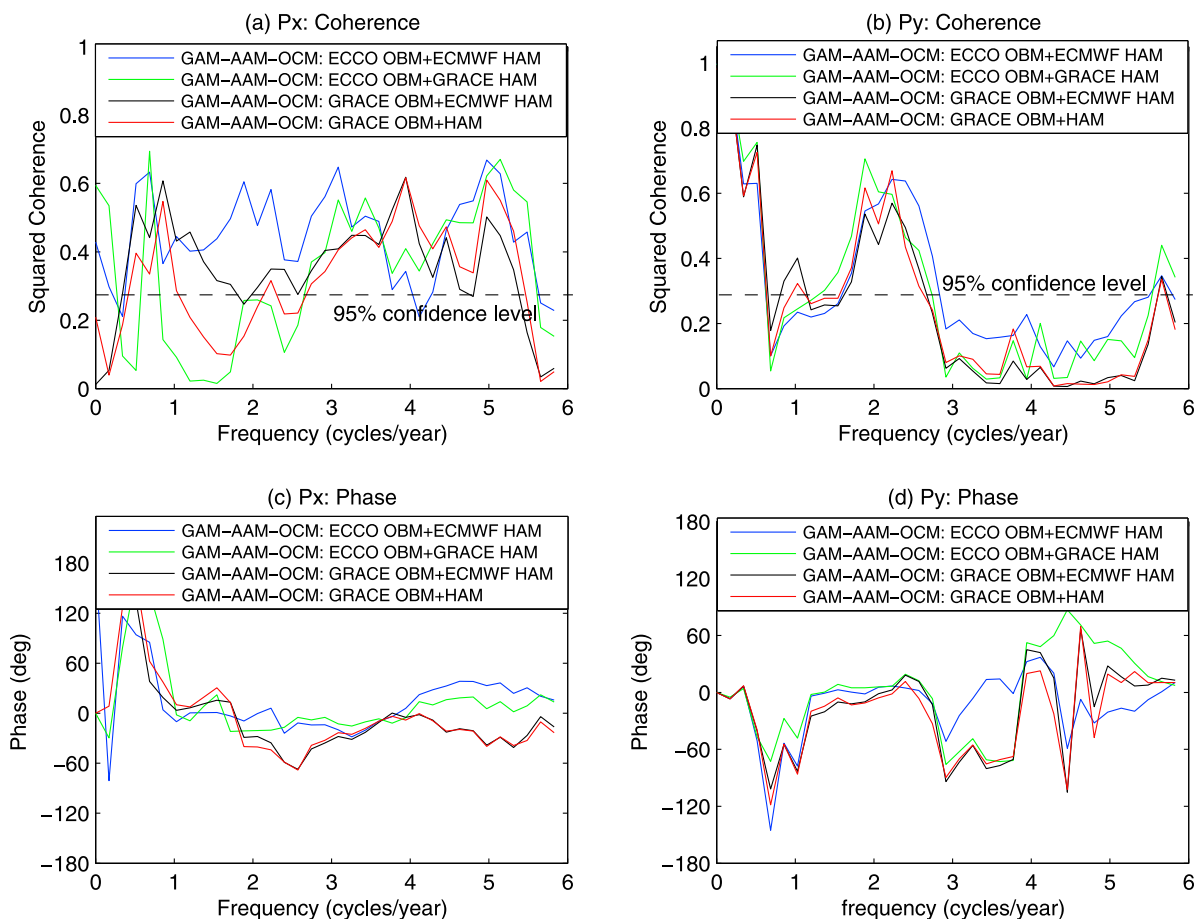 (a) Px: Coherence
1
0.8
0.6
0.4
0.2
0
Squared Coherence
GAM−AAM−OCM: ECCO OBM+ECMWF HAM
GAM−AAM−OCM: ECCO OBM+GRACE HAM
GAM−AAM−OCM: GRACE OBM+ECMWF HAM
GAM−AAM−OCM: GRACE OBM+HAM
95% confidence level
0 1 2 3 4 5 6
Frequency (cycles/year)
(b) Py: Coherence
1
0.8
0.6
0.4
0.2
0
Squared Coherence
GAM−AAM−OCM: ECCO OBM+ECMWF HAM
GAM−AAM−OCM: ECCO OBM+GRACE HAM
GAM−AAM−OCM: GRACE OBM+ECMWF HAM
GAM−AAM−OCM: GRACE OBM+HAM
95% confidence level
0 1 2 3 4 5 6
Frequency (cycles/year)
(c) Px: Phase
180
120
60
0
−60
−120
−180
Phase (deg)
GAM−AAM−OCM: ECCO OBM+ECMWF HAM
GAM−AAM−OCM: ECCO OBM+GRACE HAM
GAM−AAM−OCM: GRACE OBM+ECMWF HAM
GAM−AAM−OCM: GRACE OBM+HAM
0 1 2 3 4 5 6
Frequency (cycles/year)
(d) Py: Phase
180
120
60
0
−60
−120
−180
Phase (deg)
GAM−AAM−OCM: ECCO OBM+ECMWF HAM
GAM−AAM−OCM: ECCO OBM+GRACE HAM
GAM−AAM−OCM: GRACE OBM+ECMWF HAM
GAM−AAM−OCM: GRACE OBM+HAM
0 1 2 3 4 5 6
frequency (cycles/year)